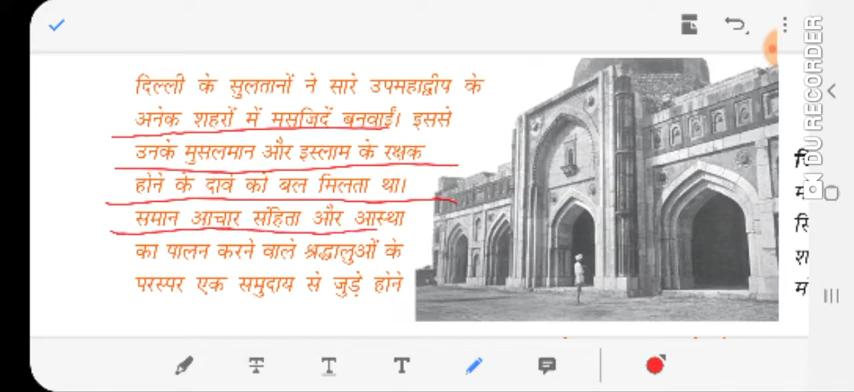 दिल्ली के सुलतानों ने सारे उपमहाद्वीप के
अनेक शहरों में मसजिदें बनवाईं। इससे
उनके मुसलमान और इस्लाम के रक्षक
होने के दावे को बल मिलता था।
समान आचार संहिता और आस्था
का पालन करने वाले श्रद्धालुओं के
परस्पर एक समुदाय से जुड़े होने
DU RECORDER
T
T
T